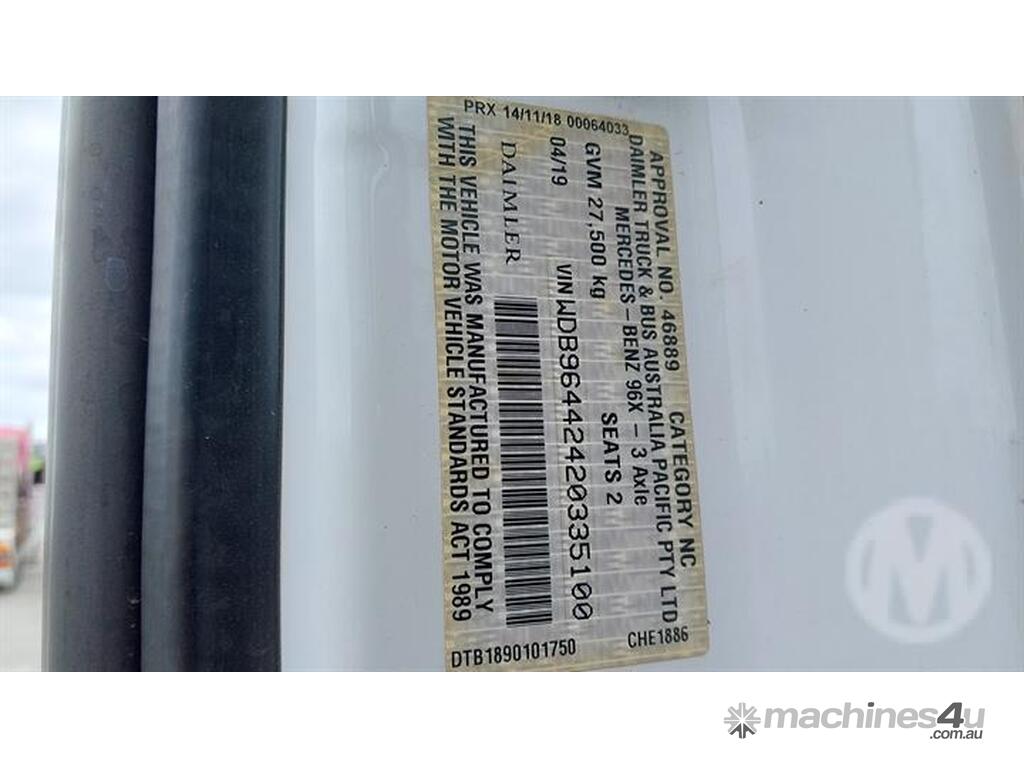 PRX 14/11/18 00064033
APPROVAL NO. 46889 CATEGORY NC
DAIMLER TRUCK & BUS AUSTRALIA PACIFIC PTY LTD
MERCEDES-BENZ 96X - 3 Axle
GVM 27,500 kg SEATS 2
04/19 VIN WDB96442420335100
DAIMLER
THIS VEHICLE WAS MANUFACTURED TO COMPLY
WITH THE MOTOR VEHICLE STANDARDS ACT 1989
DTB1890101750 CHE1886
M
machines4u
.com.au